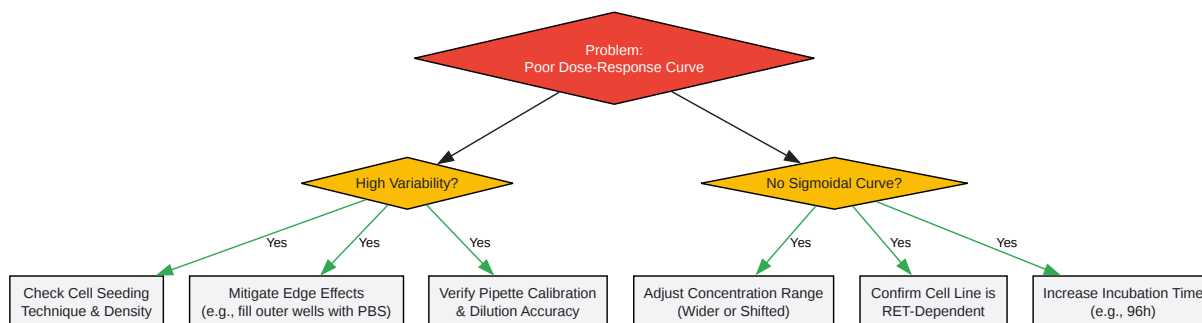 Problem:
Poor Dose-Response Curve
High Variability?
No Sigmoidal Curve?
Yes
Yes
Yes
Yes
Yes
Yes
Check Cell Seeding
Technique & Density
Mitigate Edge Effects
(e.g., fill outer wells with PBS)
Verify Pipette Calibration
& Dilution Accuracy
Adjust Concentration Range
(Wider or Shifted)
Confirm Cell Line is
RET-Dependent
Increase Incubation Time
(e.g., 96h)